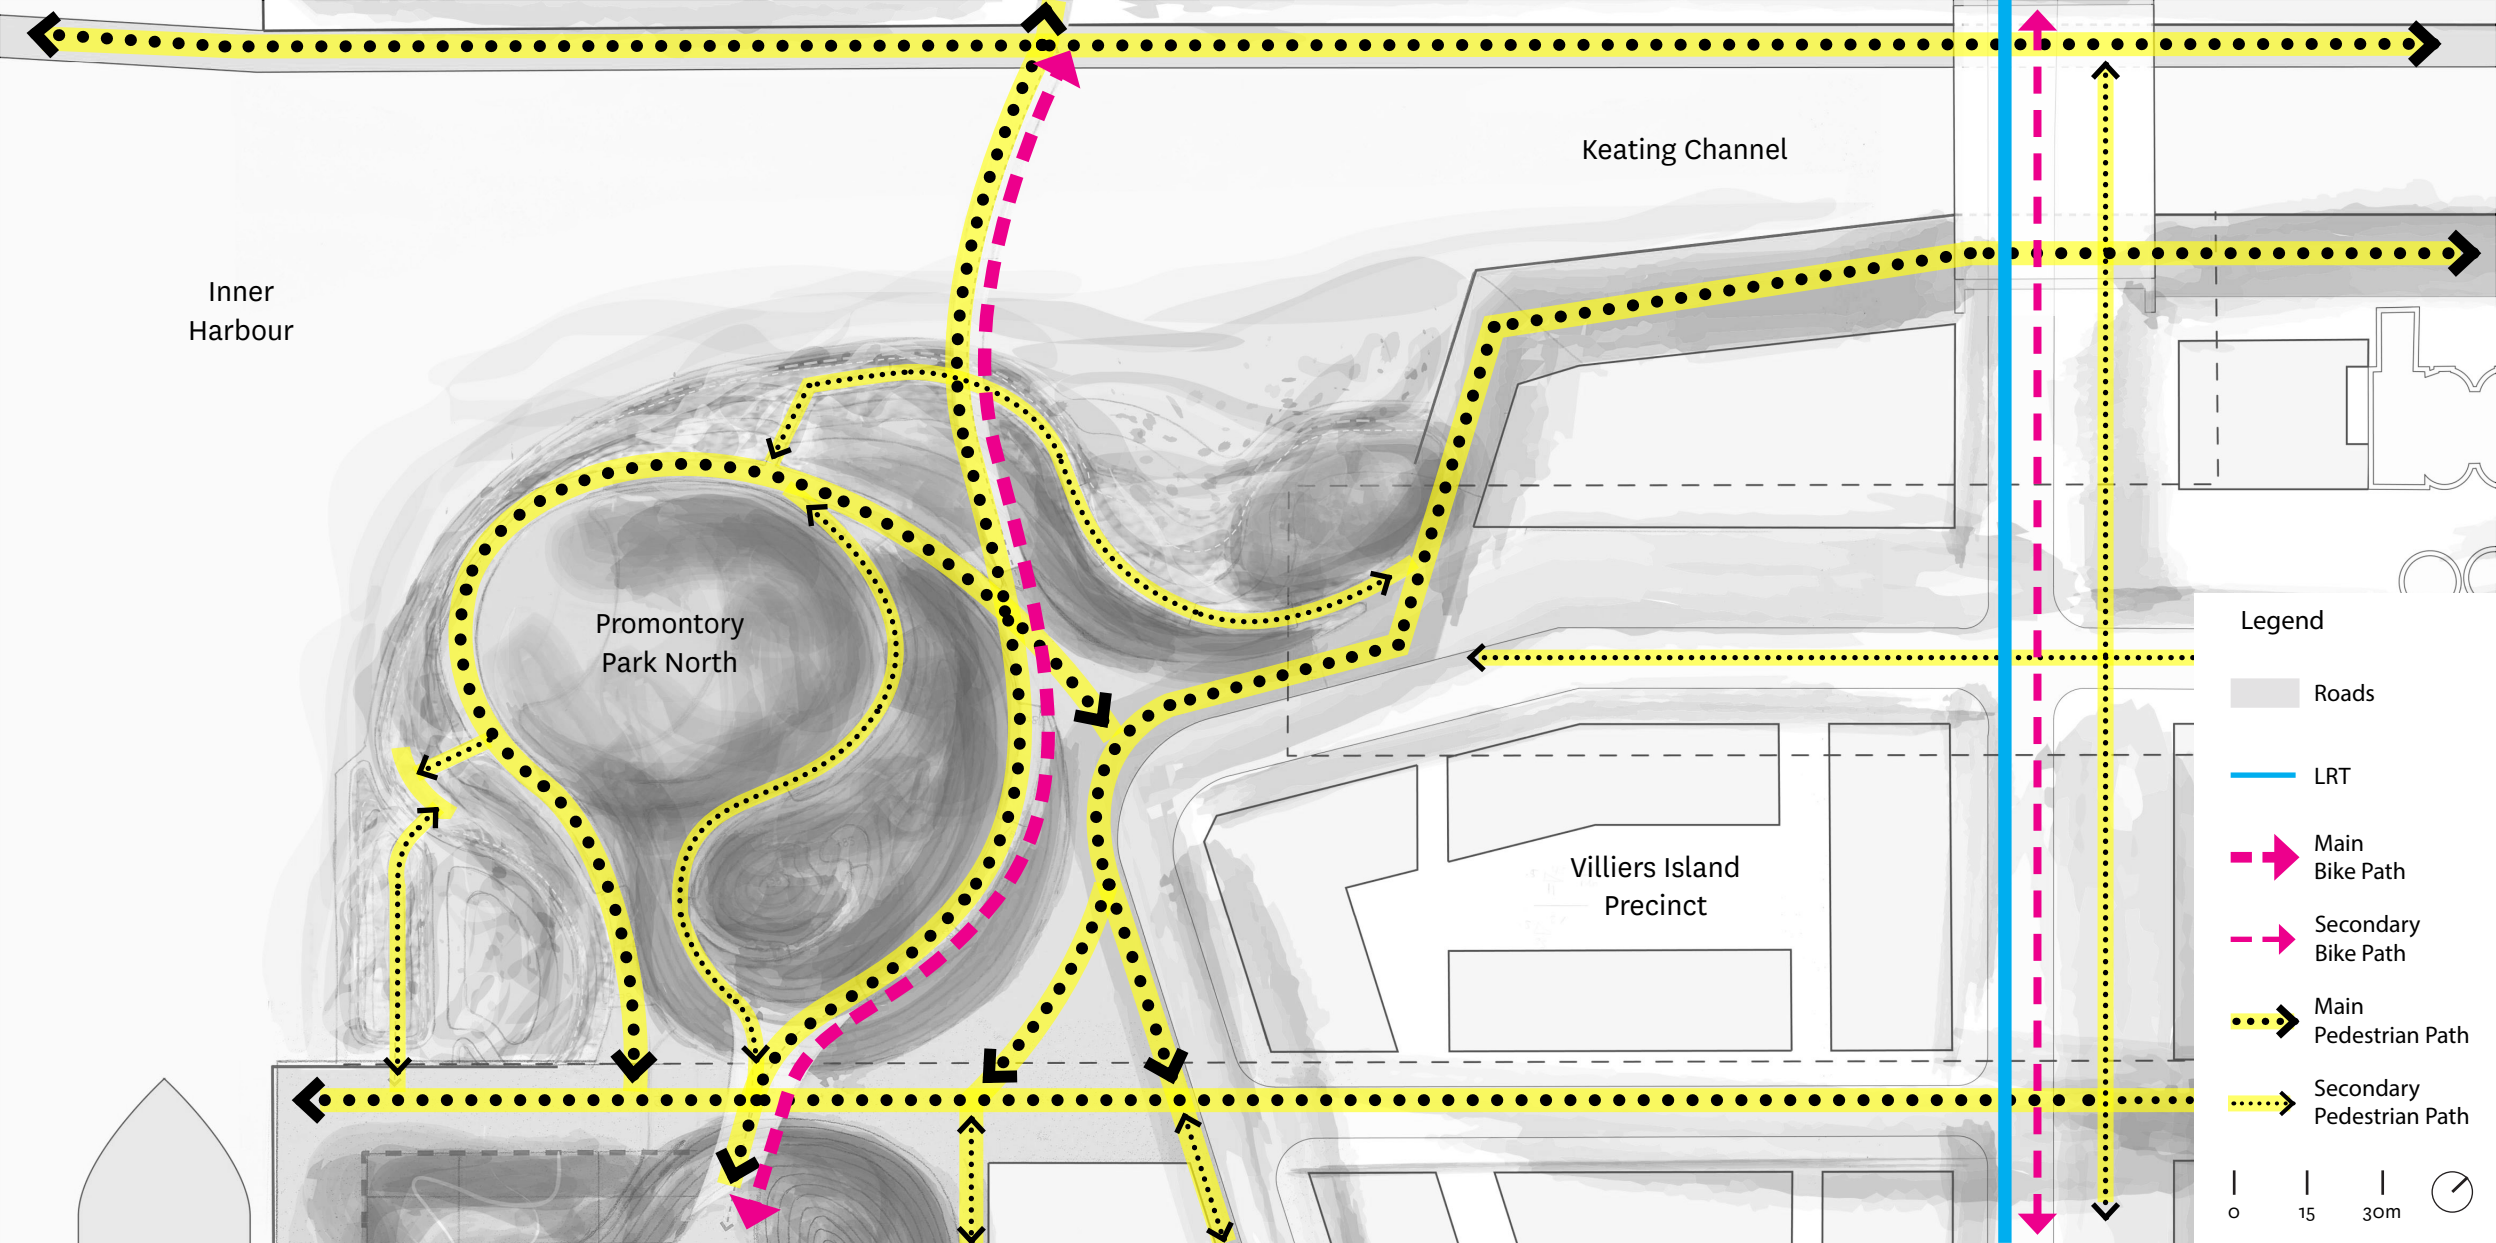 Keating Channel
Inner
Harbour
Promontory
Park North
Villiers Island
Precinct
Legend
Roads
LRT
Main
Bike Path
Secondary
Bike Path
Main
Pedestrian Path
Secondary
Pedestrian Path
0 15 30m